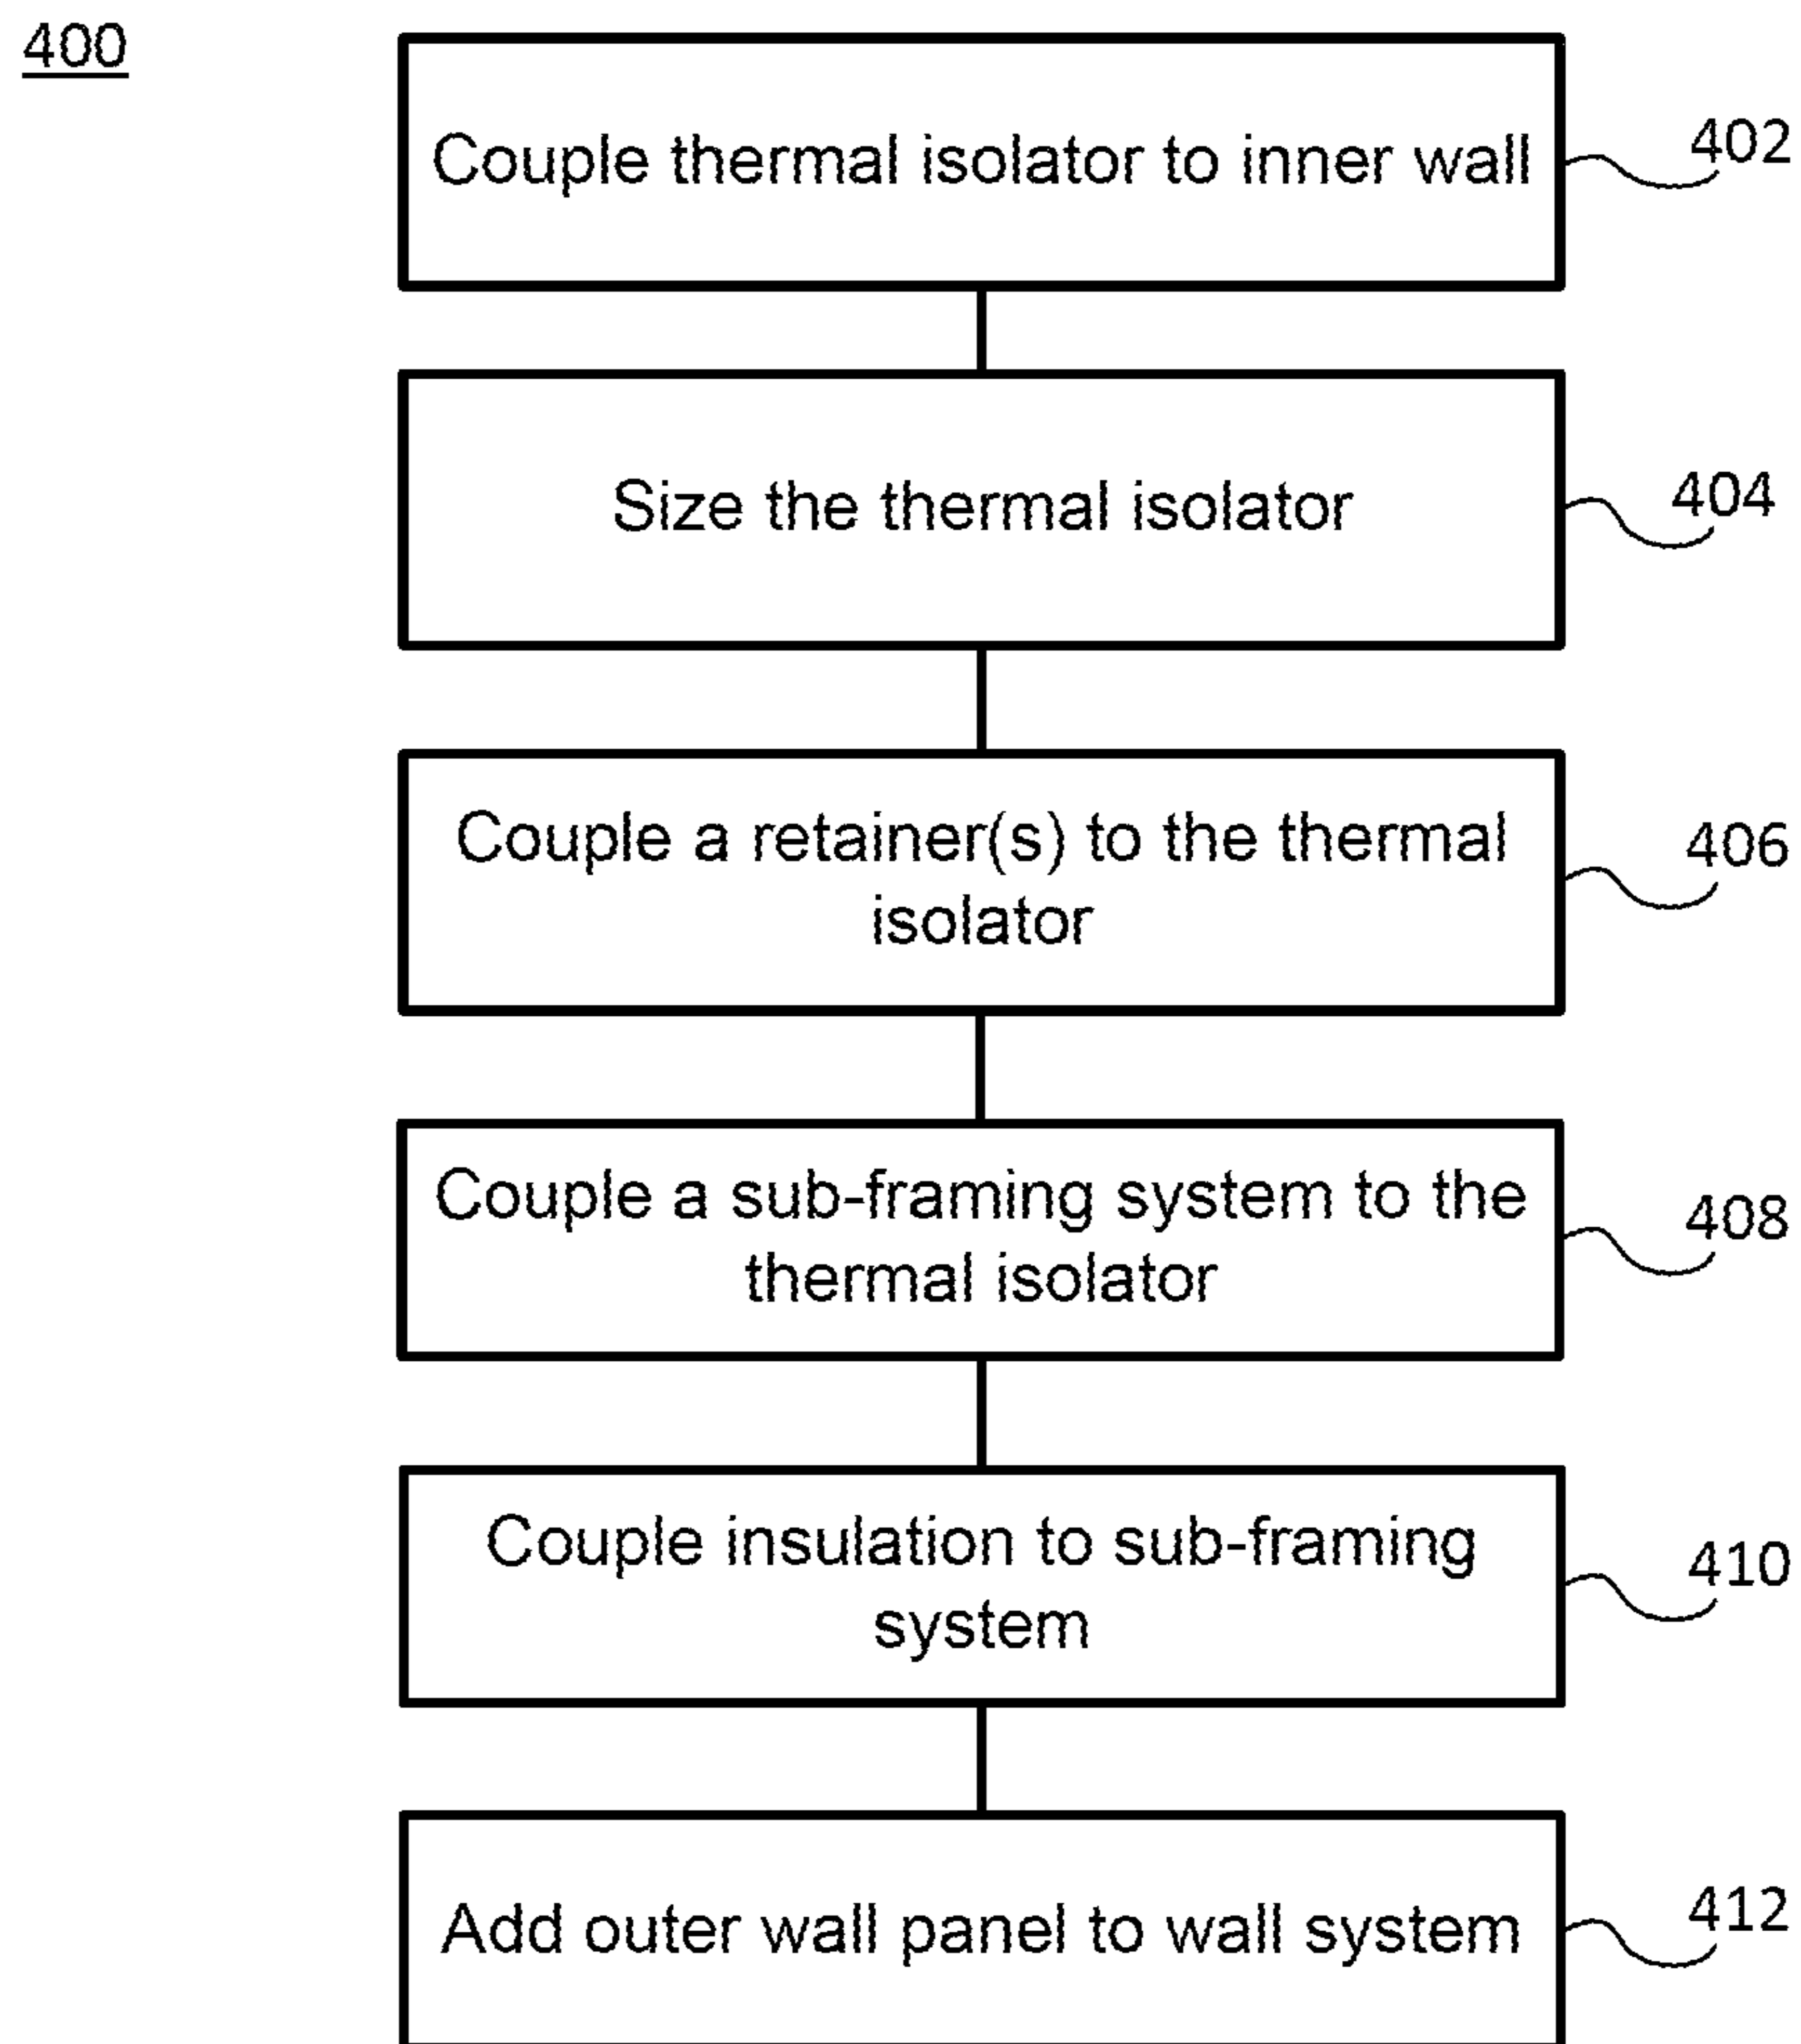 400
Couple thermal isolator to inner wall
402
Size the thermal isolator
404
Couple a retainer(s) to the thermal
isolator
406
Couple a sub-framing system to the
thermal isolator
408
Couple insulation to sub-framing
system
410
Add outer wall panel to wall system
412